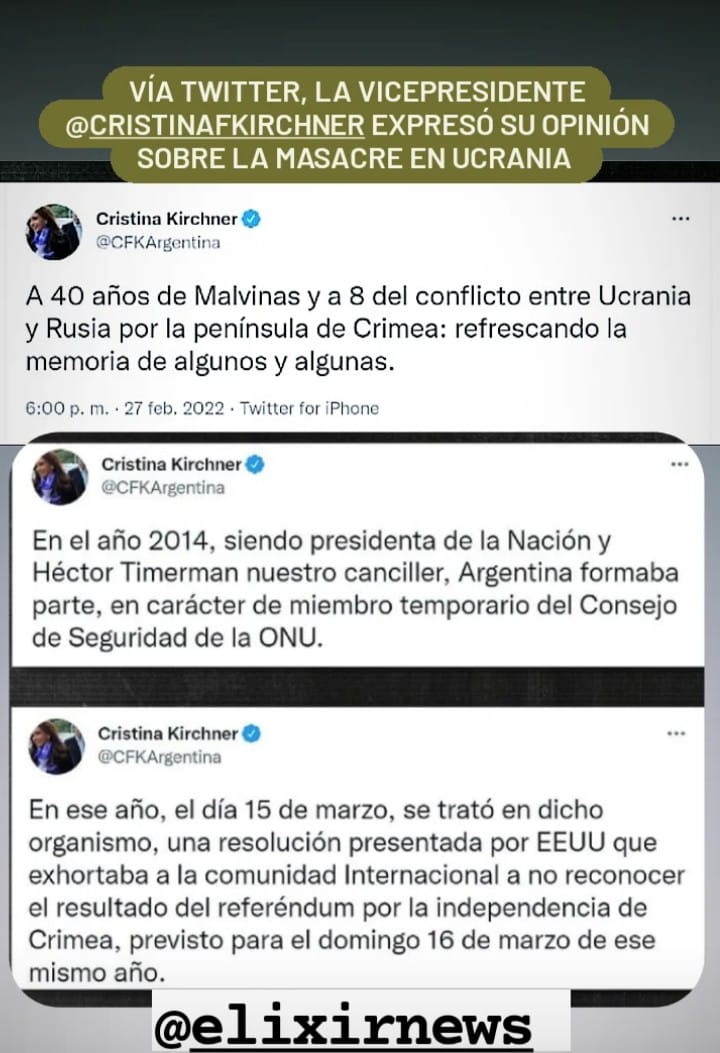 VÍA TWITTER, LA VICEPRESIDENTE
@CRISTINAFKIRCHNER EXPRESÓ SU OPINIÓN
SOBRE LA MASACRE EN UCRANIA
Cristina Kirchner
@CFKArgentina
A 40 años de Malvinas y a 8 del conflicto entre Ucrania
y Rusia por la península de Crimea: refrescando la
memoria de algunos y algunas.
6:00 p. m. · 27 feb. 2022 · Twitter for iPhone
Cristina Kirchner
@CFKArgentina
En el año 2014, siendo presidenta de la Nación y
Héctor Timerman nuestro canciller, Argentina formaba
parte, en carácter de miembro temporario del Consejo
de Seguridad de la ONU.
Cristina Kirchner
@CFKArgentina
En ese año, el día 15 de marzo, se trató en dicho
organismo, una resolución presentada por EEUU que
exhortaba a la comunidad Internacional a no reconocer
el resultado del referéndum por la independencia de
Crimea, previsto para el domingo 16 de marzo de ese
mismo año.
@elixirnews